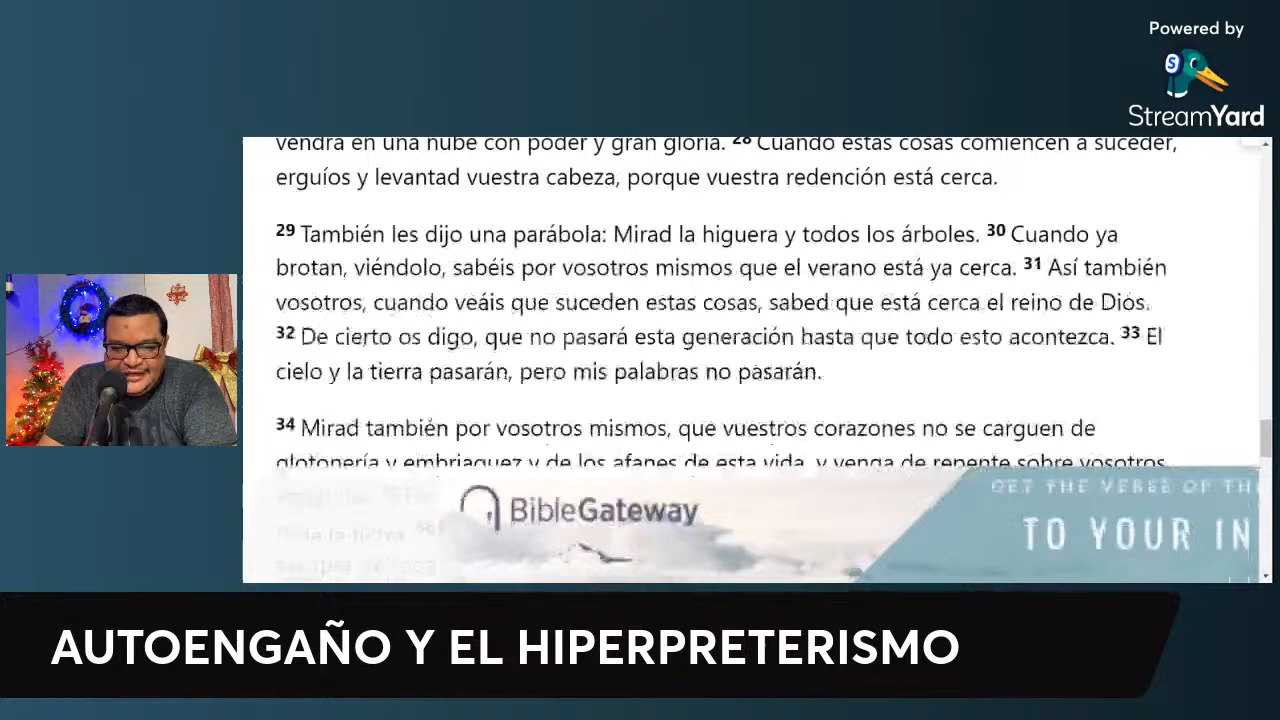 Powered by
StreamYard
vendrá en una nube con poder y gran gloria. 28 Cuando estas cosas comiencen a suceder,
erguíos y levantad vuestra cabeza, porque vuestra redención está cerca.
29 También les dijo una parábola: Mirad la higuera y todos los árboles. 30 Cuando ya
brotan, viéndolo, sabéis por vosotros mismos que el verano está ya cerca. 31 Así también
vosotros, cuando veáis que suceden estas cosas, sabed que está cerca el reino de Dios.
32 De cierto os digo, que no pasará esta generación hasta que todo esto acontezca. 33 El
cielo y la tierra pasarán, pero mis palabras no pasarán.
34 Mirad también por vosotros mismos, que vuestros corazones no se carguen de
glotonería y embriaguez y de los afanes de esta vida, y venga de repente sobre vosotros
BibleGateway
GET THE VERSE OF TH
TO YOUR IN
AUTOENGAÑO Y EL HIPERPRETERISMO